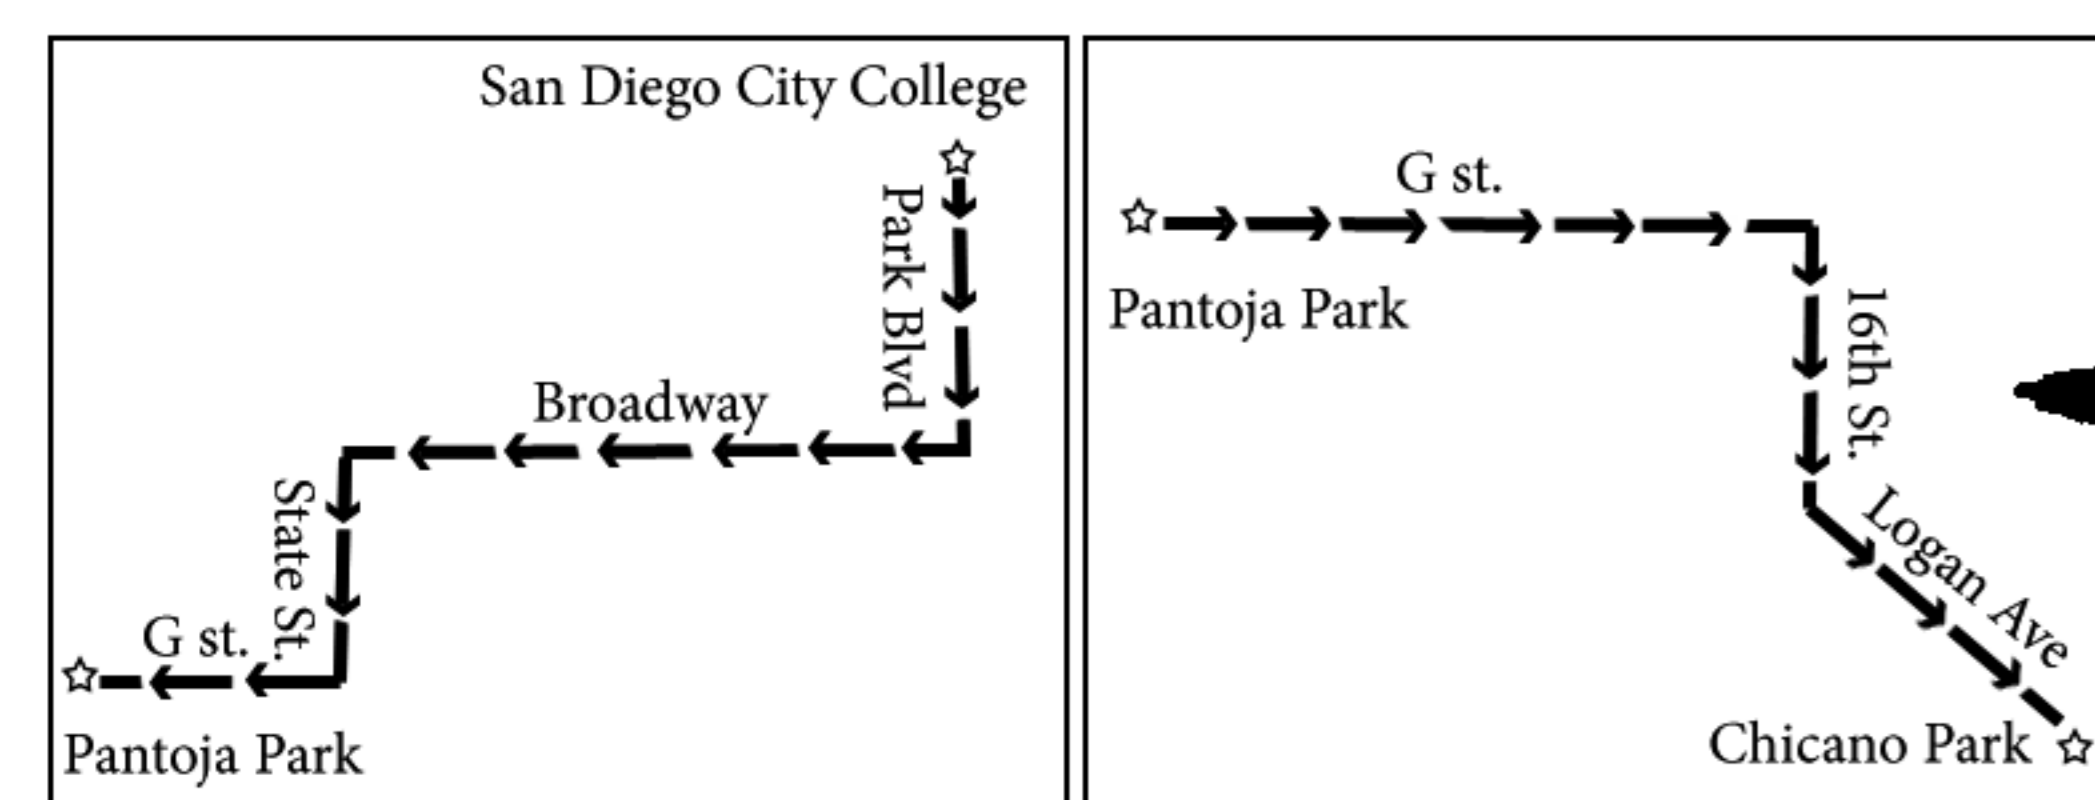 San Diego City College
Park Blvd
Broadway
State St.
G st.
Pantoja Park
G st.
Pantoja Park
16th St.
Logan Ave
Chicano Park